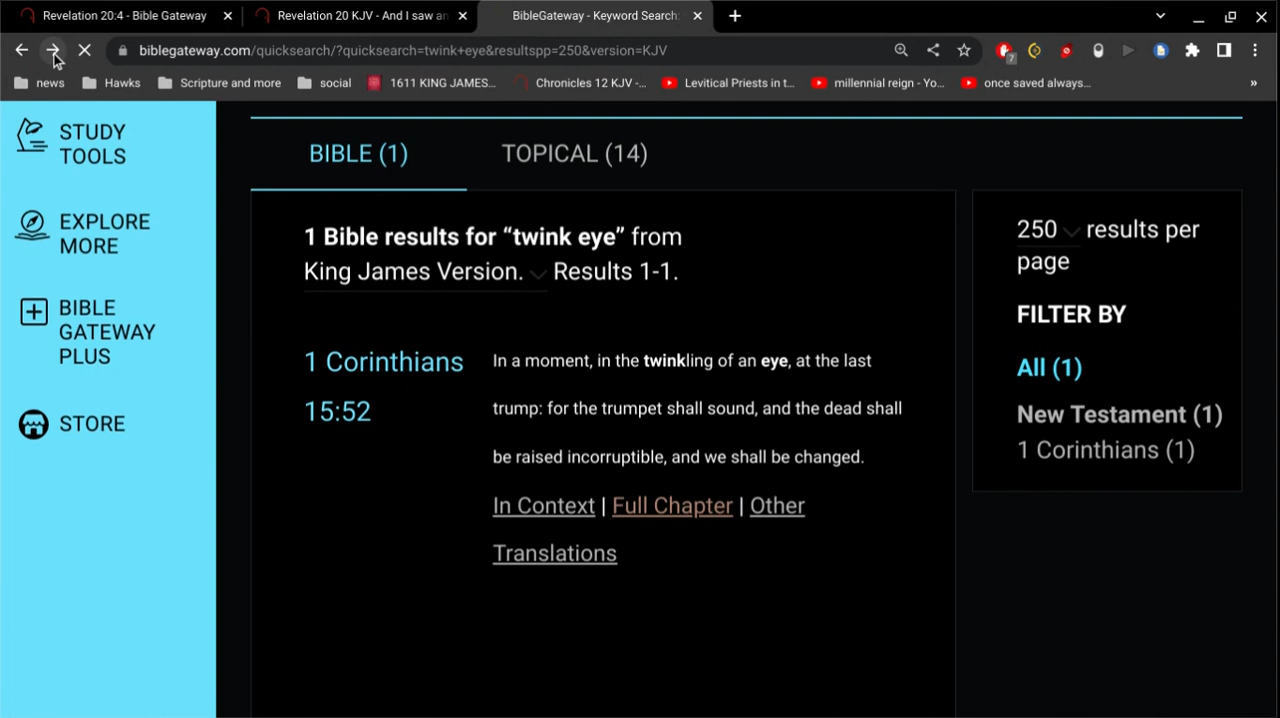 Revelation 20:4 - Bible Gateway
Revelation 20 KJV - And I saw an
BibleGateway - Keyword Search:
biblegateway.com/quicksearch/?quicksearch=twink+eye&resultspp=250&version=KJV
7
news
Hawks
Scripture and more
social
1611 KING JAMES...
Chronicles 12 KJV -...
Levitical Priests in t...
millennial reign - Yo...
once saved always...
»
STUDY
TOOLS
EXPLORE
MORE
BIBLE
GATEWAY
PLUS
STORE
BIBLE (1)
TOPICAL (14)
1 Bible results for “twink eye” from
King James Version. Results 1-1.
1 Corinthians
15:52
In a moment, in the twinkling of an eye, at the last
trump: for the trumpet shall sound, and the dead shall
be raised incorruptible, and we shall be changed.
In Context | Full Chapter | Other
Translations
250 results per
page
FILTER BY
All (1)
New Testament (1)
1 Corinthians (1)